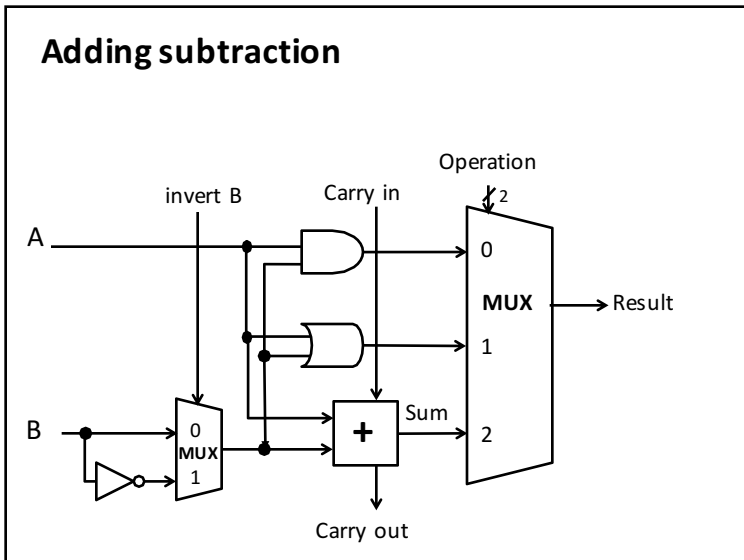 Adding subtraction
Operation
2
invert B
Carry in
A
0
MUX
Result
1
Sum
B
0
MUX
1
+
2
Carry out